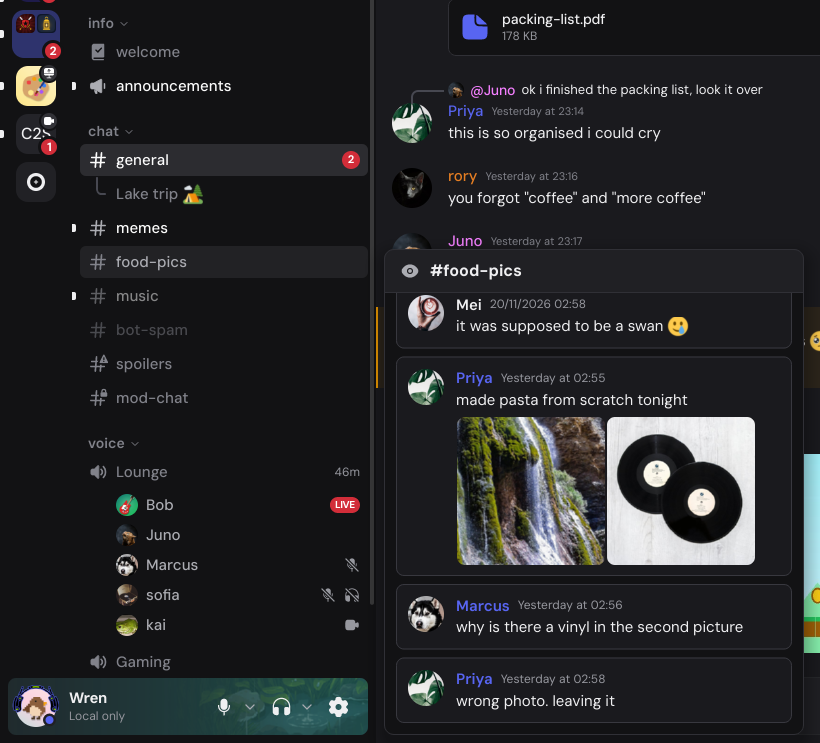 2
C2S
1
info
welcome
announcements
chat
general
2
Lake trip 🏕️
memes
food-pics
music
bot-spam
spoilers
mod-chat
voice
Lounge
46m
Bob
LIVE
Juno
Marcus
sofia
kai
Gaming
Wren
Local only
packing-list.pdf
178 KB
@Juno ok i finished the packing list, look it over
Priya Yesterday at 23:14
this is so organised i could cry
rory Yesterday at 23:16
you forgot "coffee" and "more coffee"
Juno Yesterday at 23:17
#food-pics
Mei 20/11/2026 02:58
it was supposed to be a swan 🥲
Priya Yesterday at 02:55
made pasta from scratch tonight
Marcus Yesterday at 02:56
why is there a vinyl in the second picture
Priya Yesterday at 02:58
wrong photo. leaving it